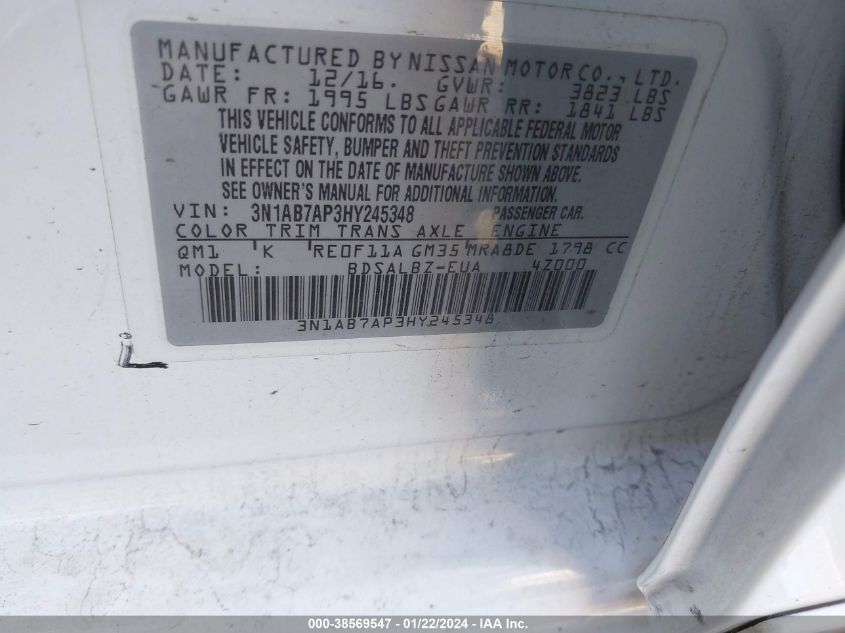 MANUFACTURED BY NISSAN MOTOR CO., LTD.
DATE: 12/16. GVWR: 3823 LBS
GAWR FR: 1995 LBS GAWR RR: 1841 LBS
THIS VEHICLE CONFORMS TO ALL APPLICABLE FEDERAL MOTOR
VEHICLE SAFETY, BUMPER AND THEFT PREVENTION STANDARDS
IN EFFECT ON THE DATE OF MANUFACTURE SHOWN ABOVE.
SEE OWNER'S MANUAL FOR ADDITIONAL INFORMATION.
VIN: 3N1AB7AP3HY245348 PASSENGER CAR.
COLOR TRIM TRANS AXLE ENGINE
QM1 K RE0F11A GM35 MRA8DE 1798 CC
MODEL: BDSALBZ-EUA 4Z000
3N1AB7AP3HY245348
000-38569547 - 01/22/2024 - IAA Inc.